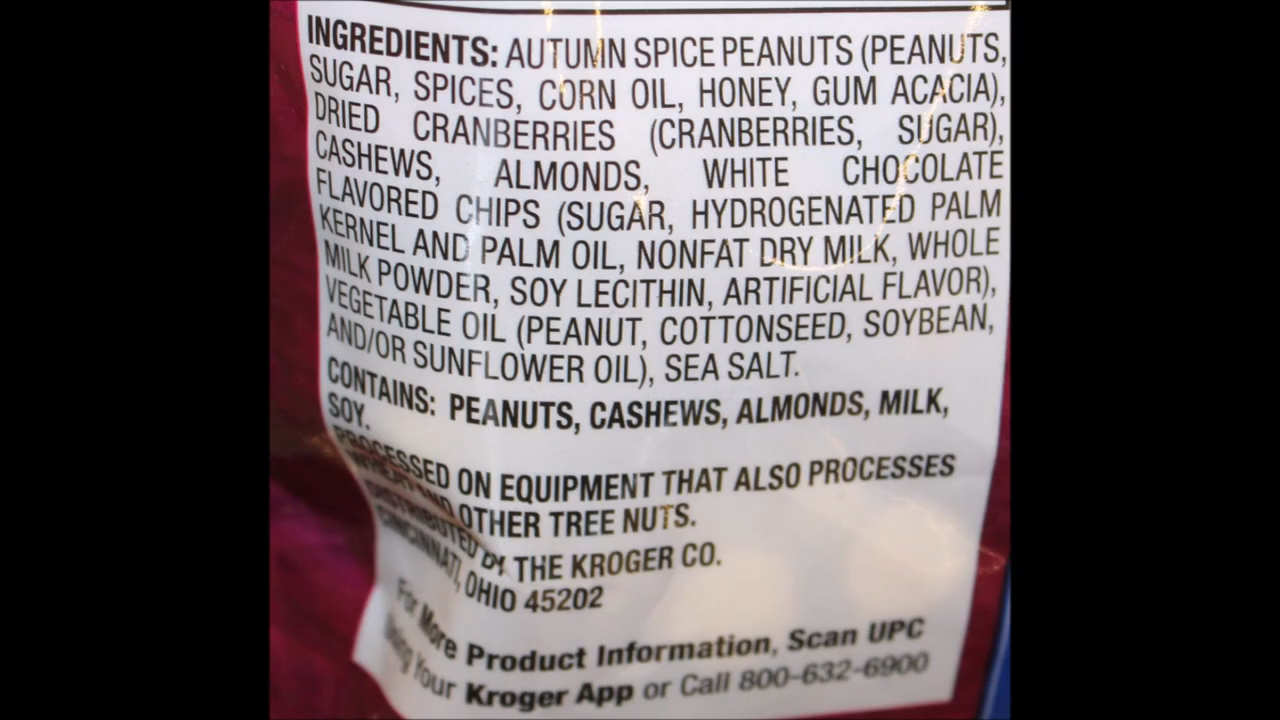 INGREDIENTS: AUTUMN SPICE PEANUTS (PEANUTS,
SUGAR, SPICES, CORN OIL, HONEY, GUM ACACIA),
DRIED CRANBERRIES (CRANBERRIES, SUGAR),
CASHEWS, ALMONDS, WHITE CHOCOLATE
FLAVORED CHIPS (SUGAR, HYDROGENATED PALM
KERNEL AND PALM OIL, NONFAT DRY MILK, WHOLE
MILK POWDER, SOY LECITHIN, ARTIFICIAL FLAVOR),
VEGETABLE OIL (PEANUT, COTTONSEED, SOYBEAN,
AND/OR SUNFLOWER OIL), SEA SALT.
CONTAINS: PEANUTS, CASHEWS, ALMONDS, MILK,
SOY.
PROCESSED ON EQUIPMENT THAT ALSO PROCESSES
WHEAT AND OTHER TREE NUTS.
DISTRIBUTED BY THE KROGER CO.
CINCINNATI, OHIO 45202
For More Product Information, Scan UPC
Using Your Kroger App or Call 800-632-6900